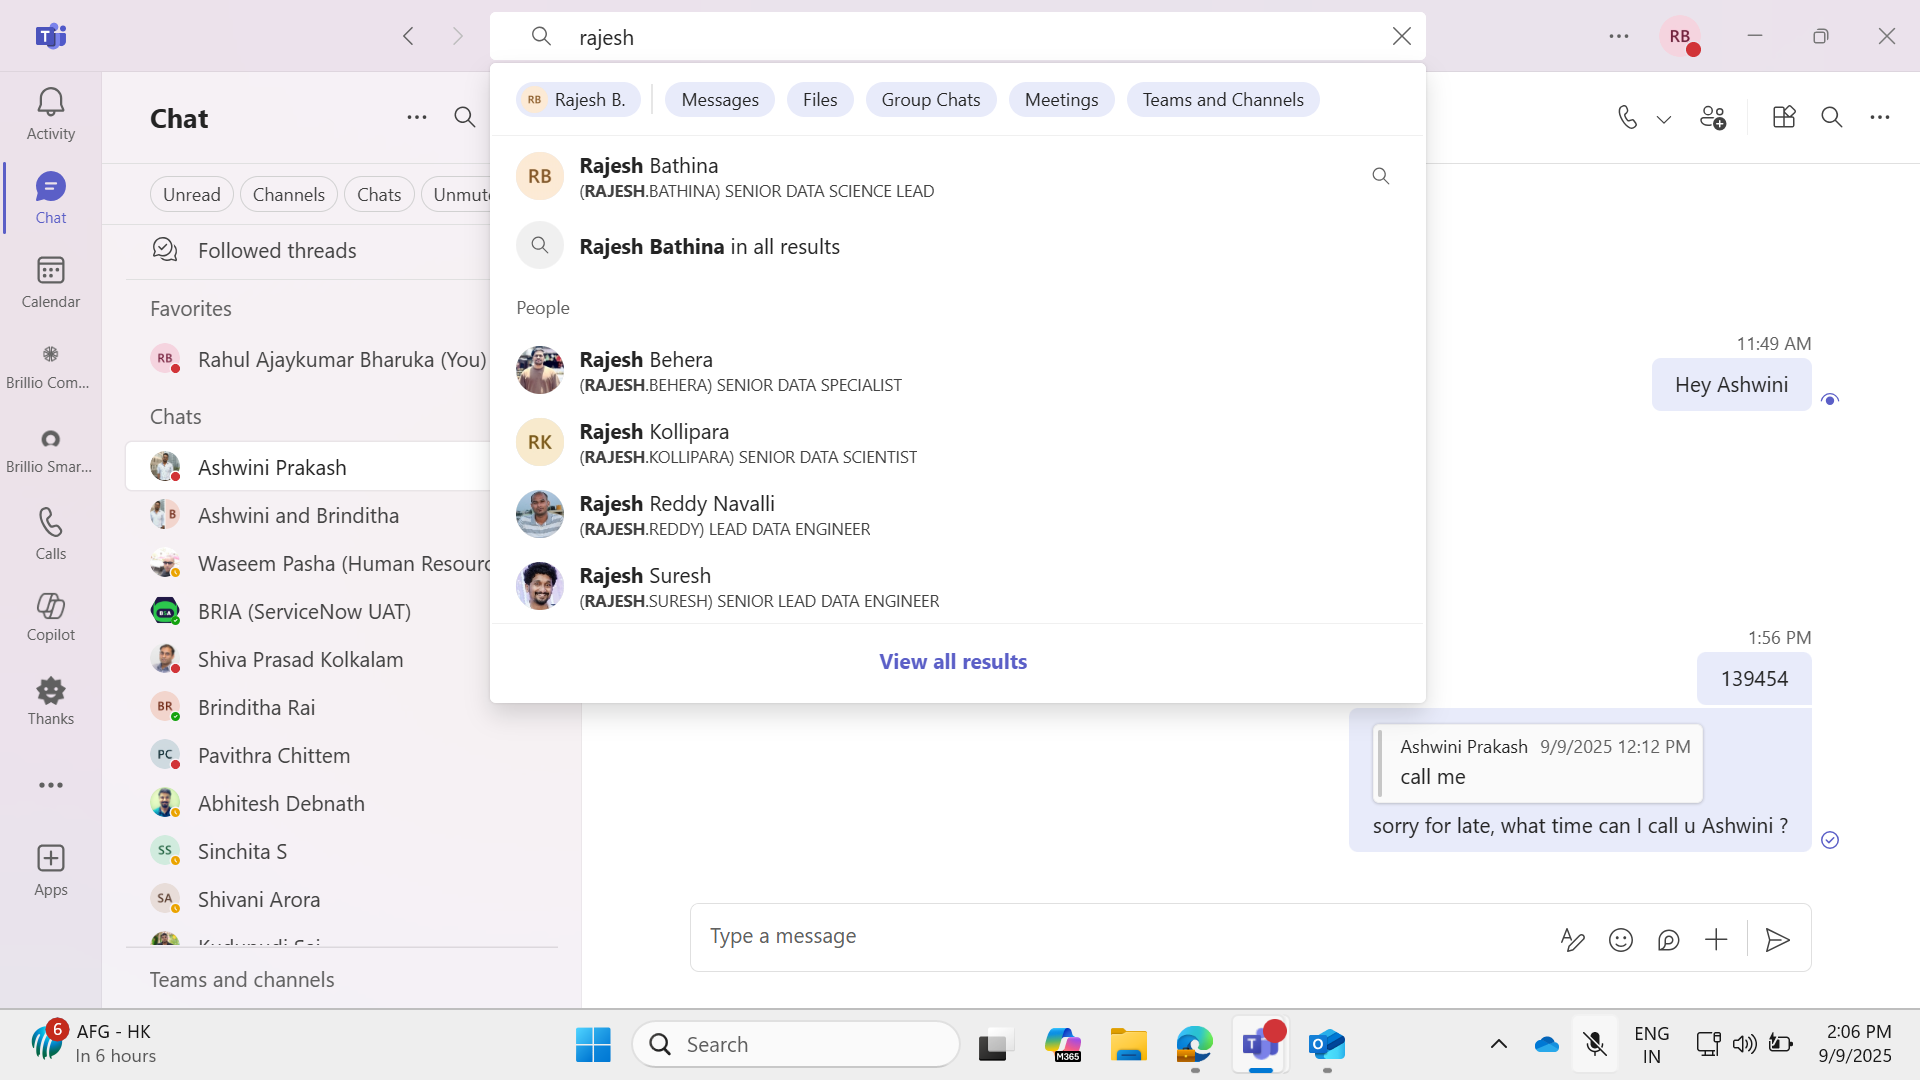 rajesh
RB
Activity
Chat
Calendar
Brillio Com...
Brillio Smar...
Calls
Copilot
Thanks
Apps
Chat
Unread
Channels
Chats
Followed threads
Favorites
RB
Rahul Ajaykumar Bharuka (You)
Chats
Ashwini Prakash
B
Ashwini and Brinditha
Waseem Pasha (Human Resourc
BRIA (ServiceNow UAT)
Shiva Prasad Kolkalam
BR
Brinditha Rai
PC
Pavithra Chittem
Abhitesh Debnath
SS
Sinchita S
SA
Shivani Arora
Teams and channels
RB Rajesh B.
Messages
Files
Group Chats
Meetings
Teams and Channels
RB
Rajesh Bathina
(RAJESH.BATHINA) SENIOR DATA SCIENCE LEAD
Rajesh Bathina in all results
People
Rajesh Behera
(RAJESH.BEHERA) SENIOR DATA SPECIALIST
RK
Rajesh Kollipara
(RAJESH.KOLLIPARA) SENIOR DATA SCIENTIST
Rajesh Reddy Navalli
(RAJESH.REDDY) LEAD DATA ENGINEER
Rajesh Suresh
(RAJESH.SURESH) SENIOR LEAD DATA ENGINEER
View all results
11:49 AM
Hey Ashwini
1:56 PM
139454
Ashwini Prakash 9/9/2025 12:12 PM
call me
sorry for late, what time can I call u Ashwini ?
Type a message
6
AFG - HK
In 6 hours
Search
M365
ENG
IN
2:06 PM
9/9/2025